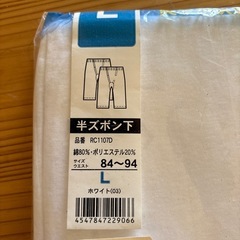 L
半ズボン下
品番 RC1107D
綿80%・ポリエステル20%
サイズ
ウエスト 84～94
L
ホワイト(03)
4547847229066